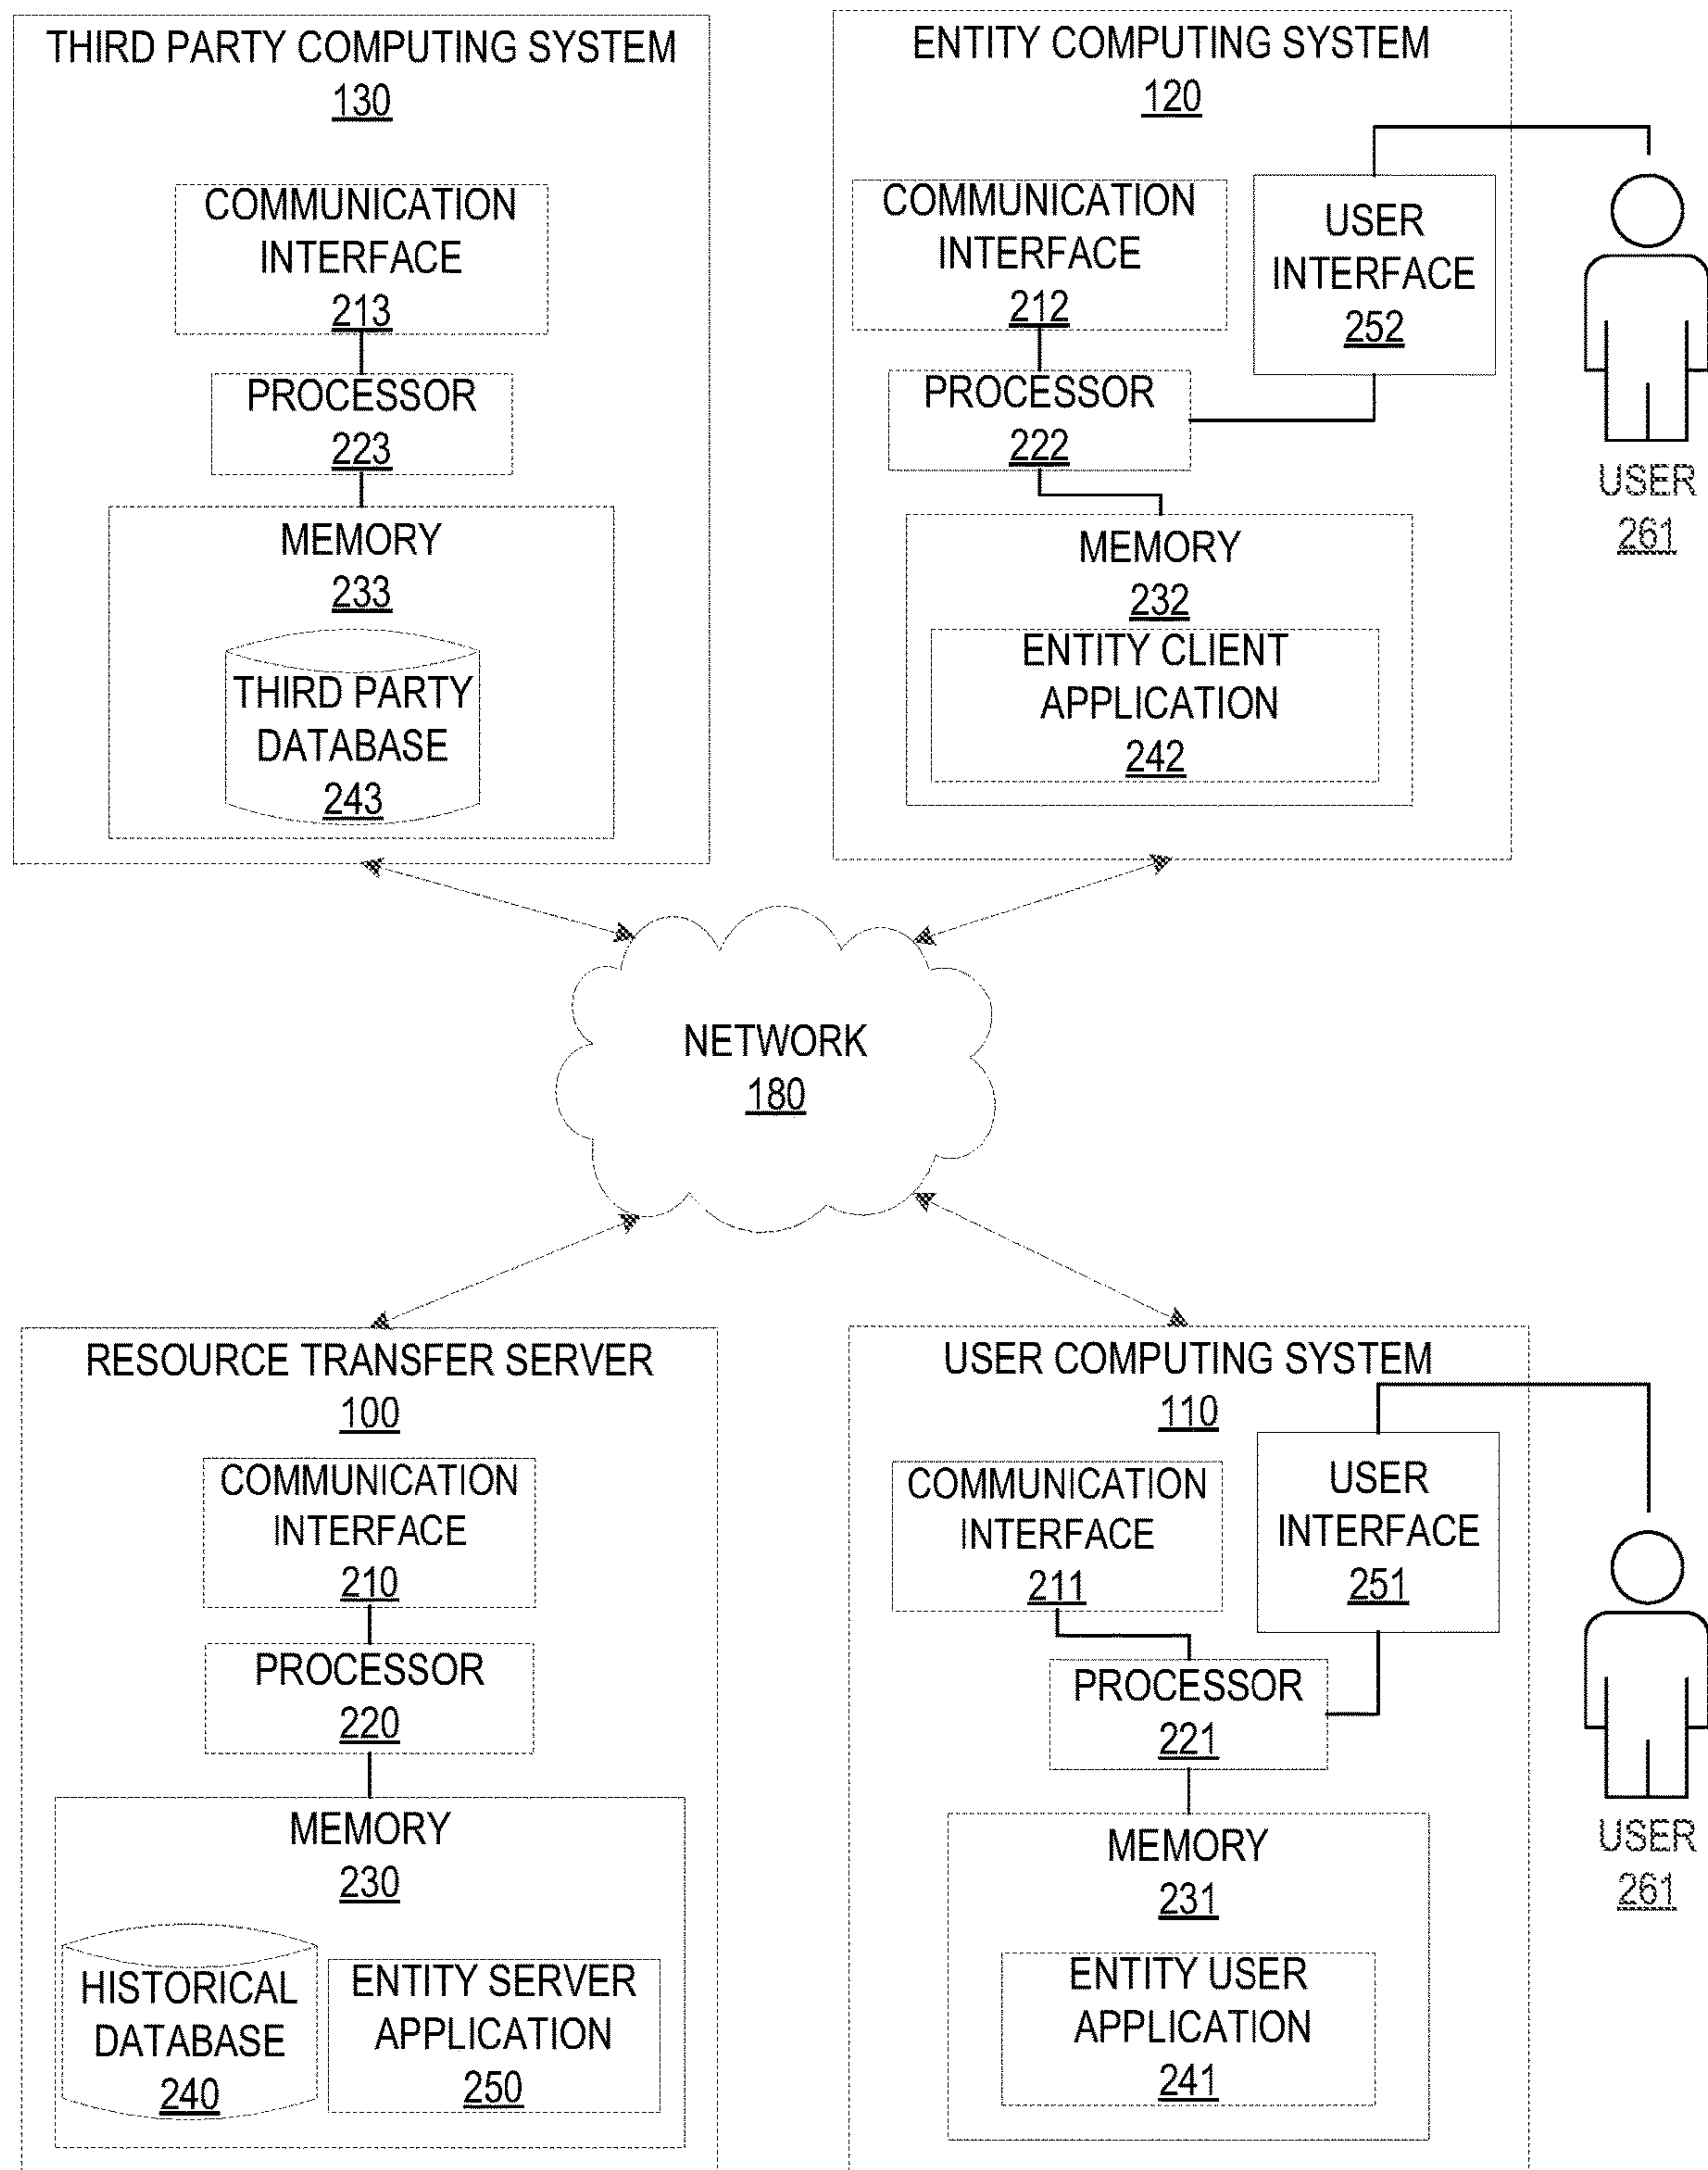 THIRD PARTY COMPUTING SYSTEM
130
COMMUNICATION
INTERFACE
213
PROCESSOR
223
MEMORY
233
THIRD PARTY
DATABASE
243
ENTITY COMPUTING SYSTEM
120
COMMUNICATION
INTERFACE
212
USER
INTERFACE
252
PROCESSOR
222
MEMORY
232
ENTITY CLIENT
APPLICATION
242
USER
261
NETWORK
180
RESOURCE TRANSFER SERVER
100
COMMUNICATION
INTERFACE
210
PROCESSOR
220
MEMORY
230
HISTORICAL
DATABASE
240
ENTITY SERVER
APPLICATION
250
USER COMPUTING SYSTEM
110
COMMUNICATION
INTERFACE
211
USER
INTERFACE
251
PROCESSOR
221
MEMORY
231
ENTITY USER
APPLICATION
241
USER
261